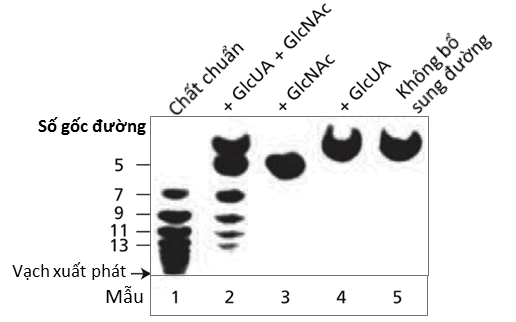 Chất chuẩn
+ GlcUA + GlcNAc
+ GlcNAc
+ GlcUA
Không bổ
sung đường
Số gốc đường
5
7
9
11
13
Vạch xuất phát
Mẫu 1 2 3 4 5